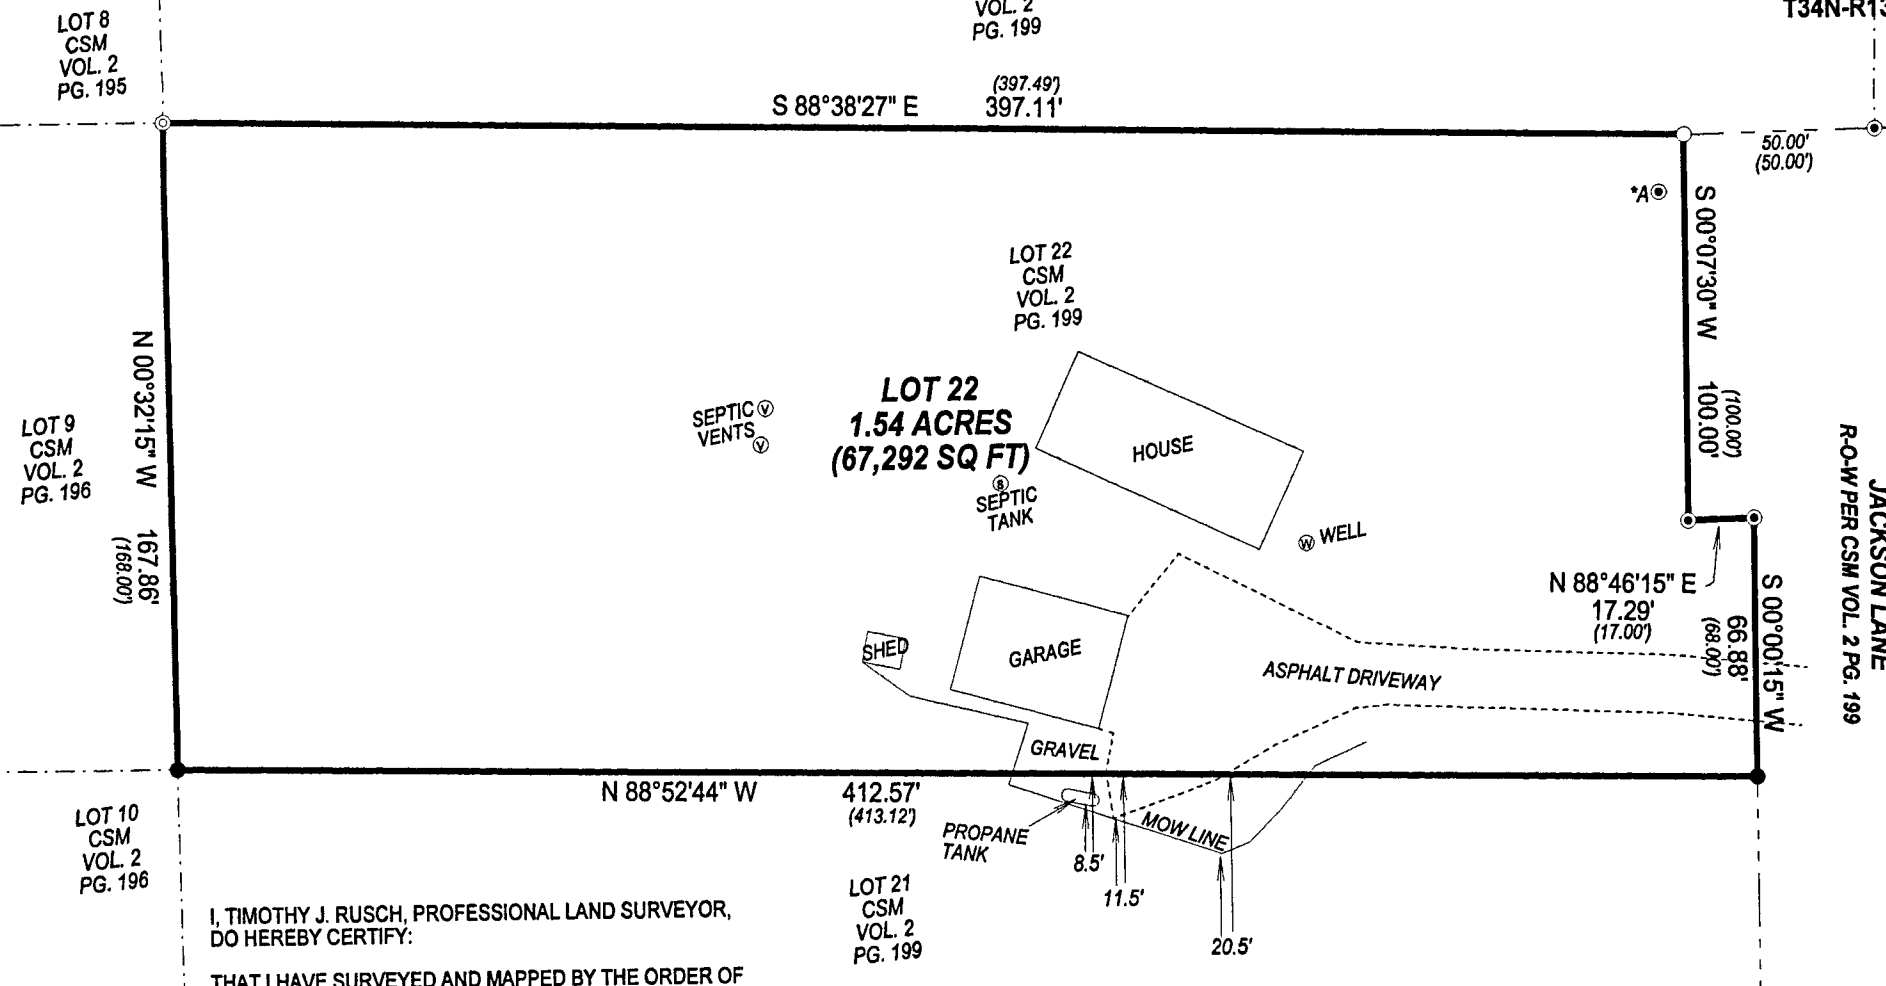 LOT 8
CSM
VOL. 2
PG. 195
VOL. 2
PG. 199
(397.49')
S 88°38'27" E 397.11'
50.00'
(50.00')
*A
S 00°07'30" W 100.00'
(100.00')
LOT 22
CSM
VOL. 2
PG. 199
N 00°32'15" W 167.86'
(168.00')
LOT 9
CSM
VOL. 2
PG. 196
SEPTIC V
VENTS V
LOT 22
1.54 ACRES
(67,292 SQ FT)
S
SEPTIC
TANK
HOUSE
W WELL
N 88°46'15" E
17.29'
(17.00')
S 00°00'15" W
66.88'
(68.00')
JACKSON LANE
R-O-W PER CSM VOL. 2 PG. 199
SHED
GARAGE
ASPHALT DRIVEWAY
GRAVEL
N 88°52'44" W 412.57'
(413.12')
PROPANE
TANK
MOW LINE
8.5'
11.5'
20.5'
LOT 10
CSM
VOL. 2
PG. 196
LOT 21
CSM
VOL. 2
PG. 199
I, TIMOTHY J. RUSCH, PROFESSIONAL LAND SURVEYOR,
DO HEREBY CERTIFY:
THAT I HAVE SURVEYED AND MAPPED BY THE ORDER OF